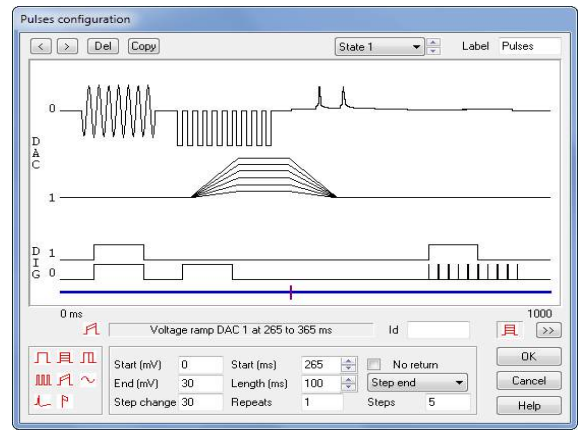 Pulses configuration
< > Del Copy State 1 Label Pulses
0
DAC
1
DIG 1
0
0 ms 1000
Voltage ramp DAC 1 at 265 to 365 ms Id >>
Start (mV) 0 Start (ms) 265 No return OK
End (mV) 30 Length (ms) 100 Step end Cancel
Step change 30 Repeats 1 Steps 5 Help